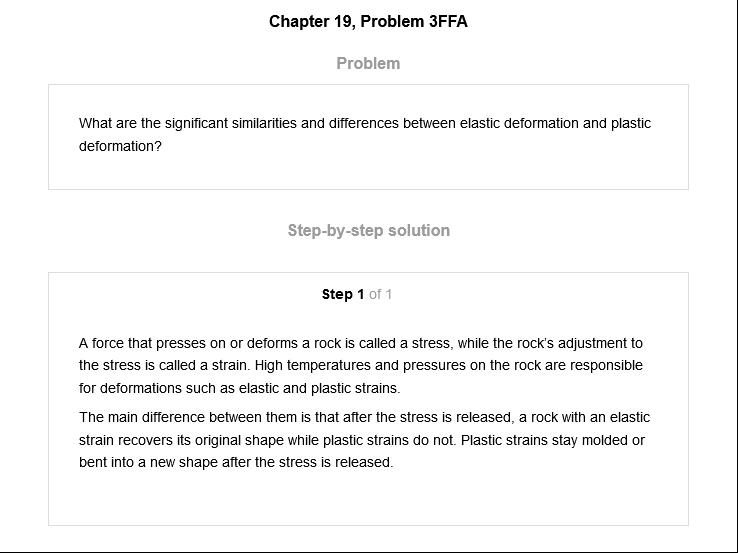 Chapter 19, Problem 3FFA
Problem
What are the significant similarities and differences between elastic deformation and plastic
deformation?
Step-by-step solution
Step 1 of 1
A force that presses on or deforms a rock is called a stress, while the rock's adjustment to
the stress is called a strain. High temperatures and pressures on the rock are responsible
for deformations such as elastic and plastic strains.
The main difference between them is that after the stress is released, a rock with an elastic
strain recovers its original shape while plastic strains do not. Plastic strains stay molded or
bent into a new shape after the stress is released.